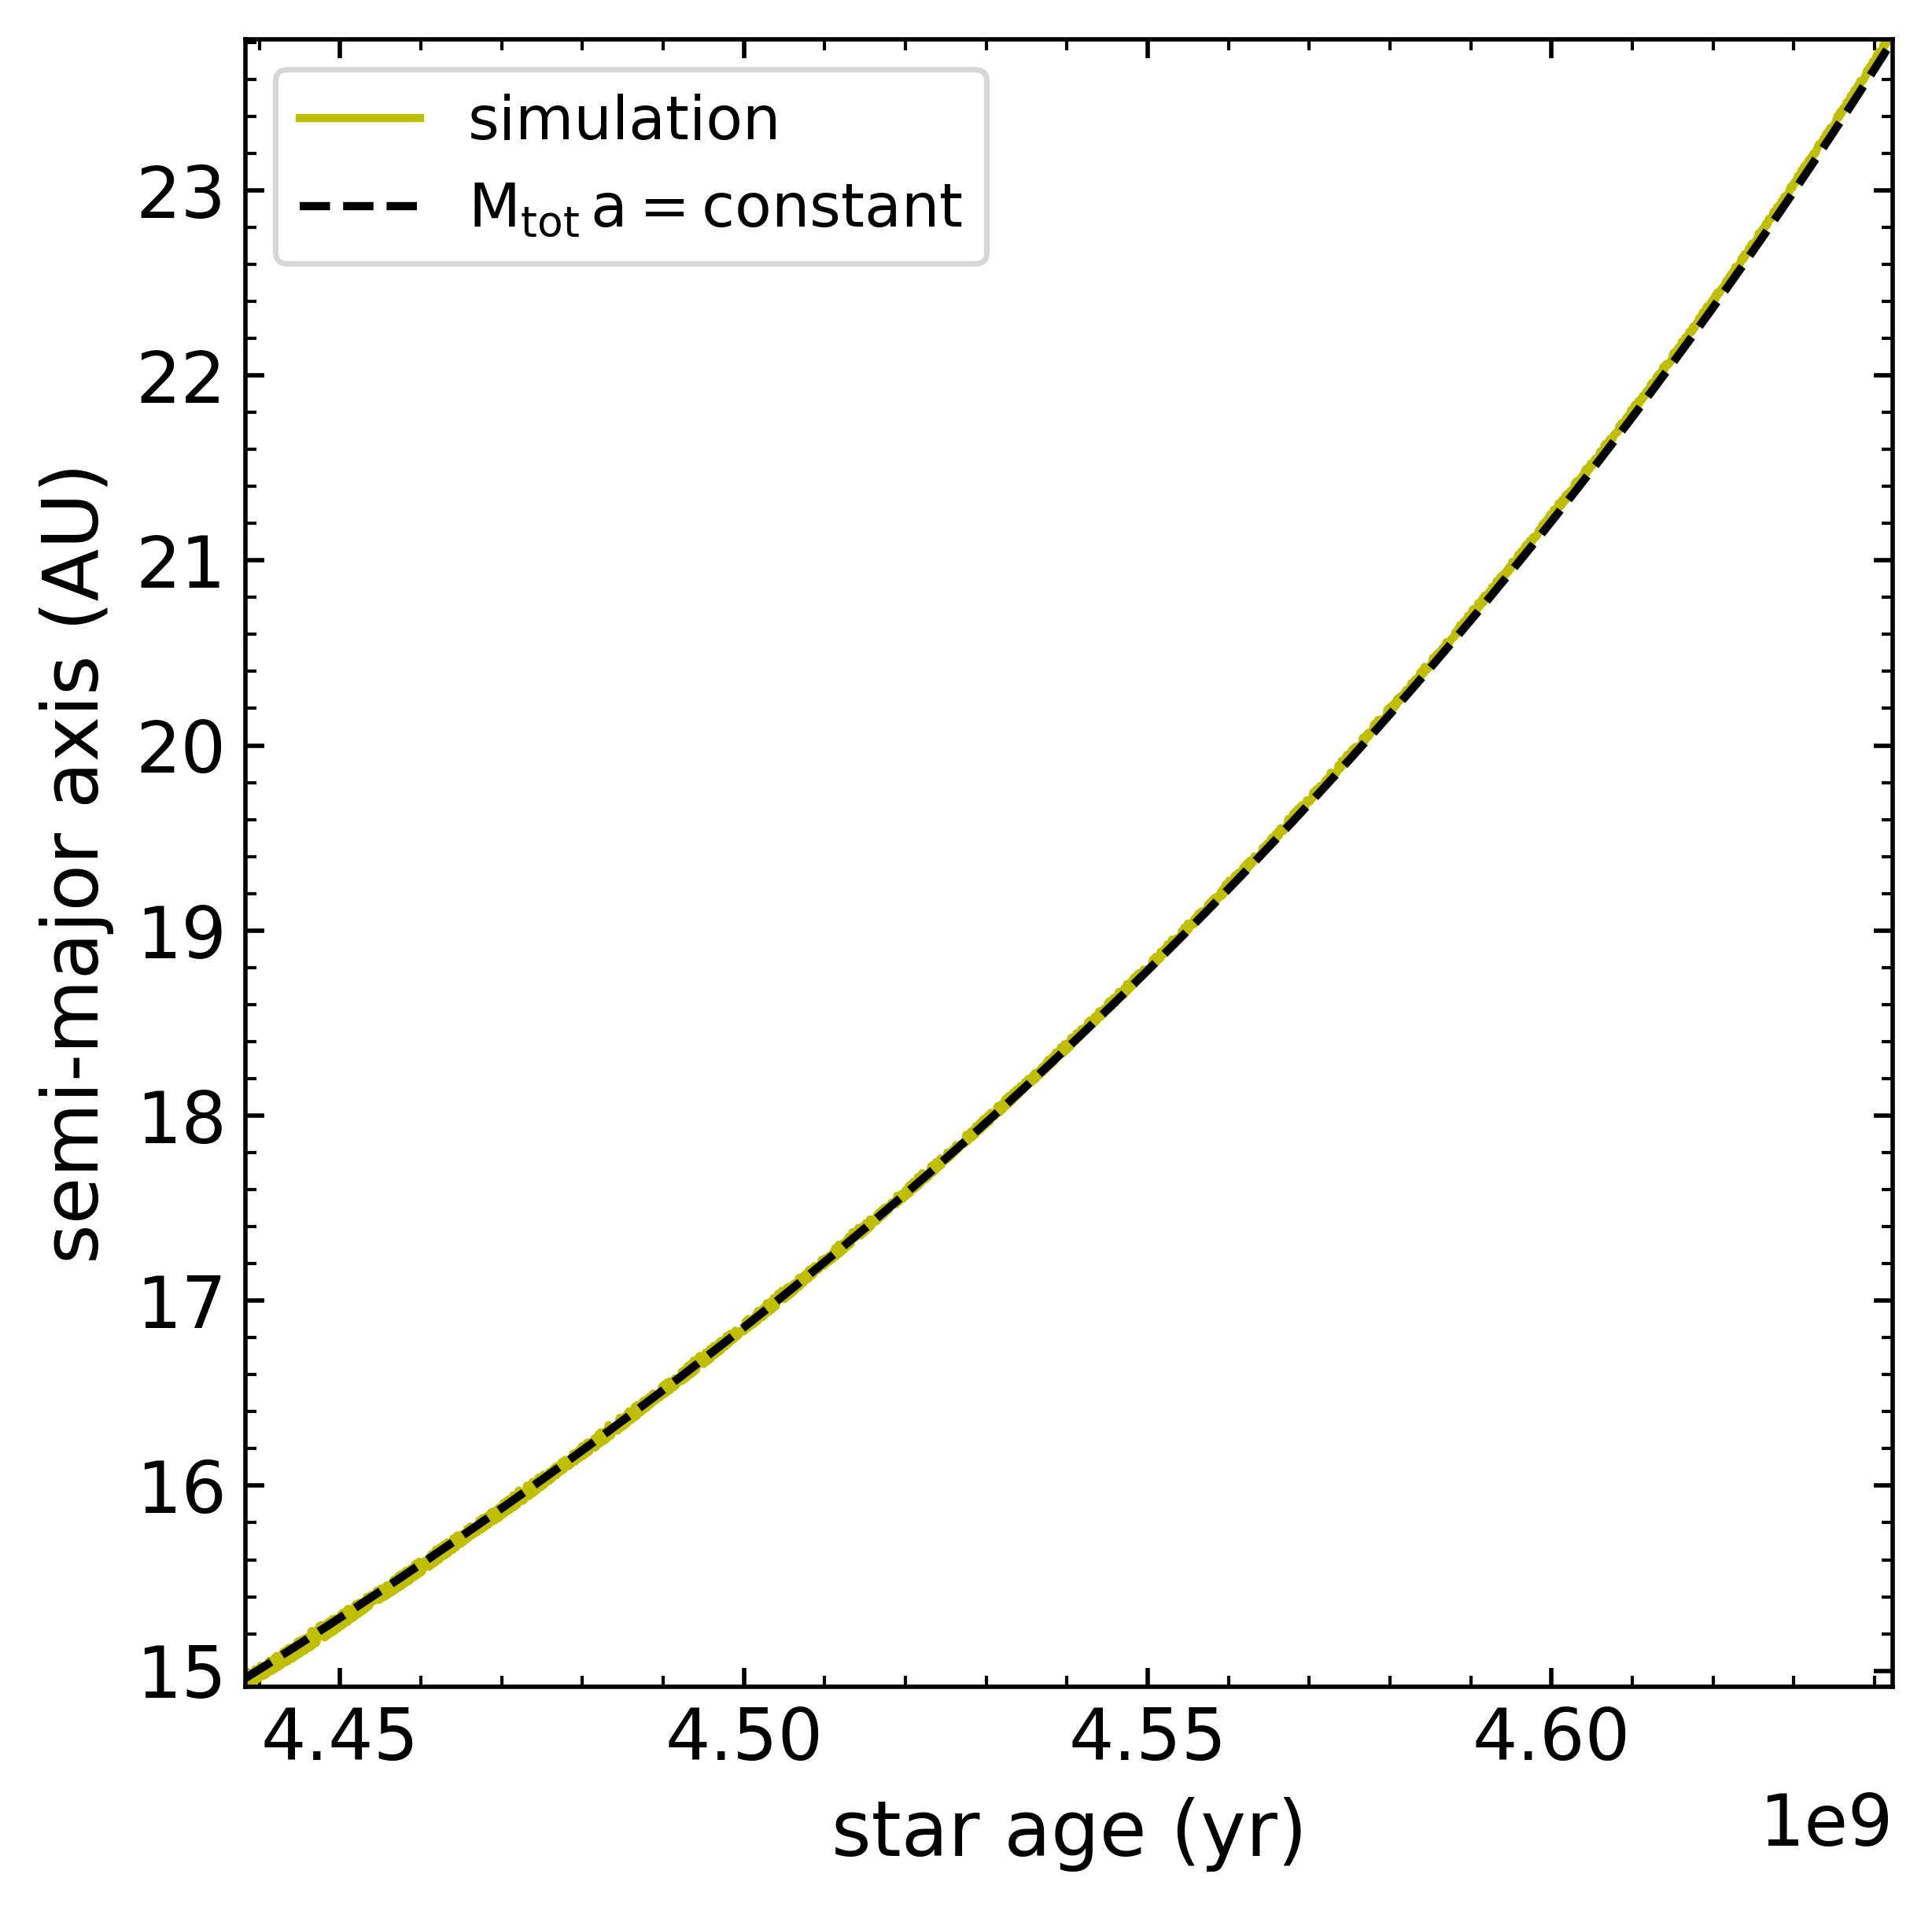 simulation
M_tot a = constant
23
22
21
20
19
18
17
16
15
semi-major axis (AU)
4.45 4.50 4.55 4.60
1e9
star age (yr)